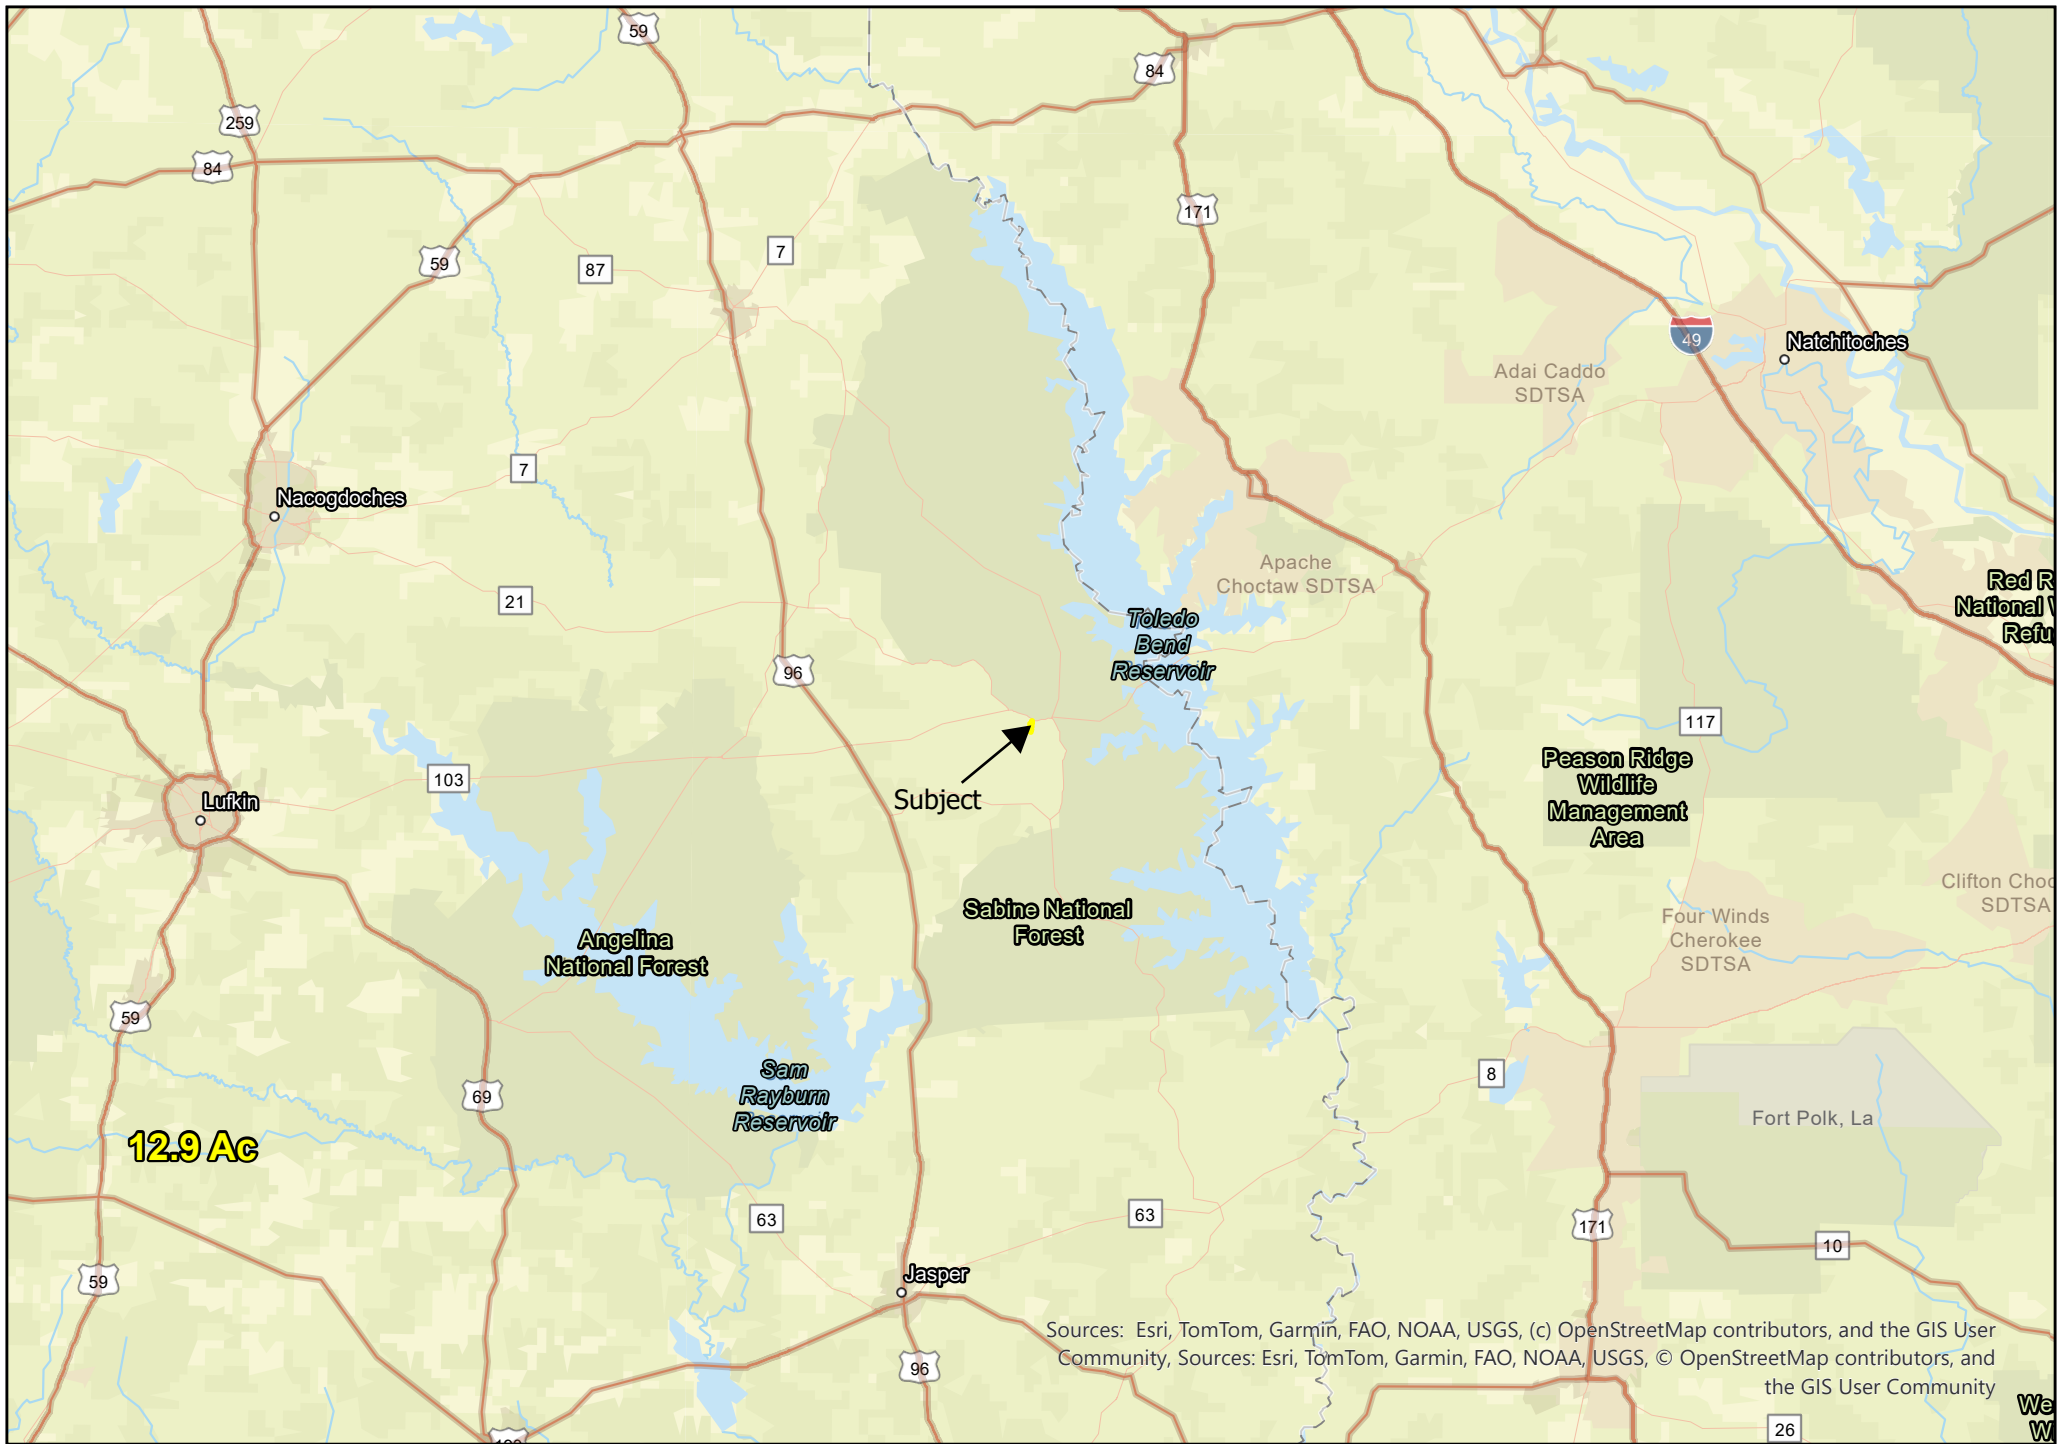 59
84
259
84
171
7
59
87
49
Natchitoches
Adai Caddo
SDTSA
7
Nacogdoches
Apache
Choctaw SDTSA
Red R
National
Refu
21
Toledo
Bend
Reservoir
96
117
Peason Ridge
Wildlife
Management
Area
103
Lufkin
Subject
Clifton Choc
SDTSA
Sabine National
Forest
Four Winds
Cherokee
SDTSA
Angelina
National Forest
59
Sam
Rayburn
Reservoir
8
69
Fort Polk, La
12.9 Ac
63
63
171
10
59
Jasper
Sources: Esri, TomTom, Garmin, FAO, NOAA, USGS, (c) OpenStreetMap contributors, and the GIS User
Community, Sources: Esri, TomTom, Garmin, FAO, NOAA, USGS, © OpenStreetMap contributors, and
the GIS User Community
96
We
W
26